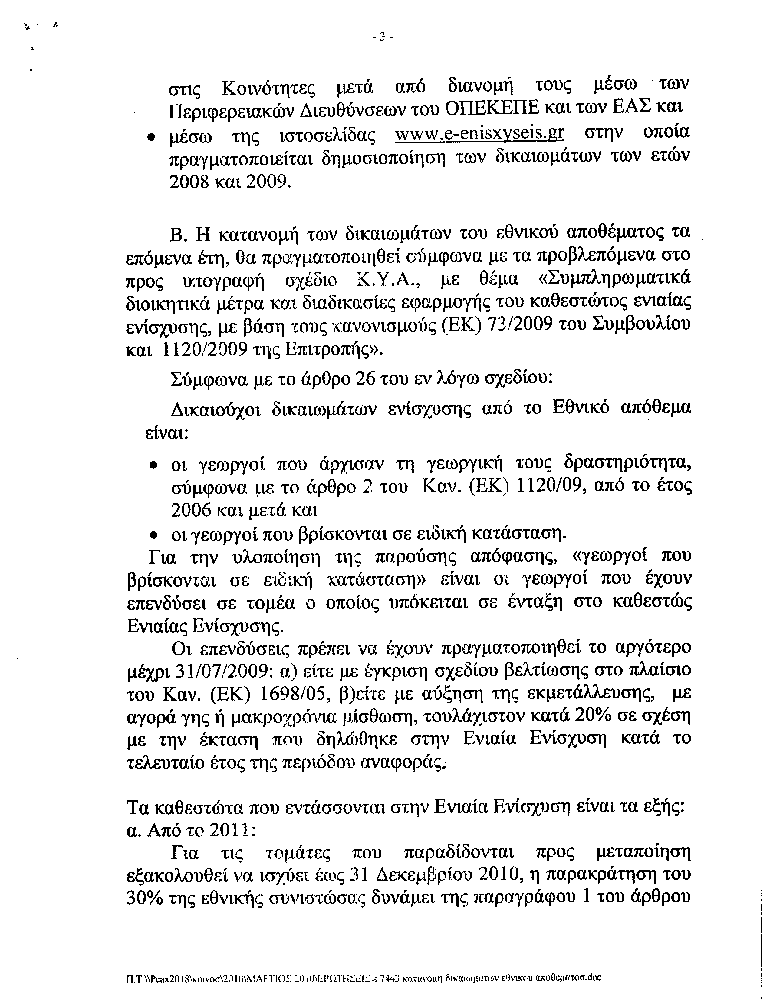 - 3 -
στις Κοινότητες μετά από διανομή τους μέσω των
Περιφερειακών Διευθύνσεων του ΟΠΕΚΕΠΕ και των ΕΑΣ και
• μέσω της ιστοσελίδας www.e-enisxyseis.gr στην οποία
πραγματοποιείται δημοσιοποίηση των δικαιωμάτων των ετών
2008 και 2009.
Β. Η κατανομή των δικαιωμάτων του εθνικού αποθέματος τα
επόμενα έτη, θα πραγματοποιηθεί σύμφωνα με τα προβλεπόμενα στο
προς υπογραφή σχέδιο Κ.Υ.Α., με θέμα «Συμπληρωματικά
διοικητικά μέτρα και διαδικασίες εφαρμογής του καθεστώτος ενιαίας
ενίσχυσης, με βάση τους κανονισμούς (ΕΚ) 73/2009 του Συμβουλίου
και 1120/2009 της Επιτροπής».
Σύμφωνα με το άρθρο 26 του εν λόγω σχεδίου:
Δικαιούχοι δικαιωμάτων ενίσχυσης από το Εθνικό απόθεμα
είναι:
• οι γεωργοί που άρχισαν τη γεωργική τους δραστηριότητα,
σύμφωνα με το άρθρο 2 του Καν. (ΕΚ) 1120/09, από το έτος
2006 και μετά και
• οι γεωργοί που βρίσκονται σε ειδική κατάσταση.
Για την υλοποίηση της παρούσης απόφασης, «γεωργοί που
βρίσκονται σε ειδική κατάσταση» είναι οι γεωργοί που έχουν
επενδύσει σε τομέα ο οποίος υπόκειται σε ένταξη στο καθεστώς
Ενιαίας Ενίσχυσης.
Οι επενδύσεις πρέπει να έχουν πραγματοποιηθεί το αργότερο
μέχρι 31/07/2009: α) είτε με έγκριση σχεδίου βελτίωσης στο πλαίσιο
του Καν. (ΕΚ) 1698/05, β)είτε με αύξηση της εκμετάλλευσης, με
αγορά γης ή μακροχρόνια μίσθωση, τουλάχιστον κατά 20% σε σχέση
με την έκταση που δηλώθηκε στην Ενιαία Ενίσχυση κατά το
τελευταίο έτος της περιόδου αναφοράς.
Τα καθεστώτα που εντάσσονται στην Ενιαία Ενίσχυση είναι τα εξής:
α. Από το 2011:
Για τις τομάτες που παραδίδονται προς μεταποίηση
εξακολουθεί να ισχύει έως 31 Δεκεμβρίου 2010, η παρακράτηση του
30% της εθνικής συνιστώσας δυνάμει της παραγράφου 1 του άρθρου
Π.Τ.\\Pcax2018\κοινοσ\2010\ΜΑΡΤΙΟΣ 2010\ΕΡΩΤΗΣΕΙΣ\ε 7443 κατανομη δικαιωματων εθνικου αποθεματοσ.doc